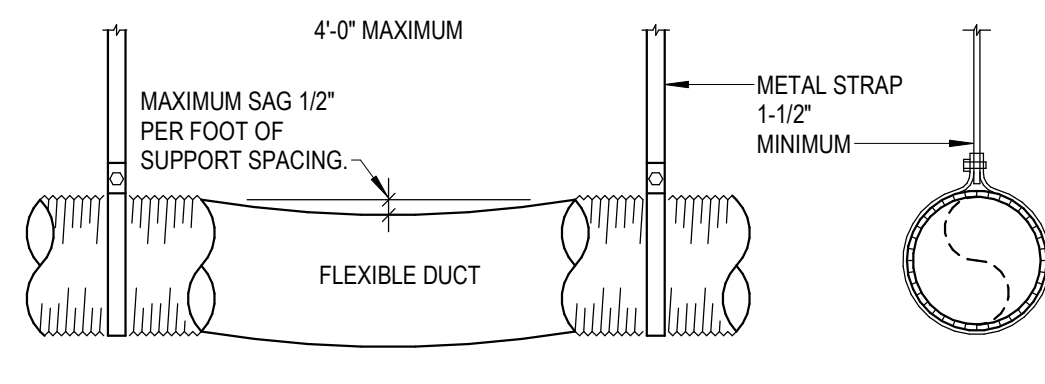 4'-0" MAXIMUM
MAXIMUM SAG 1/2"
PER FOOT OF
SUPPORT SPACING.
METAL STRAP
1-1/2"
MINIMUM
FLEXIBLE DUCT